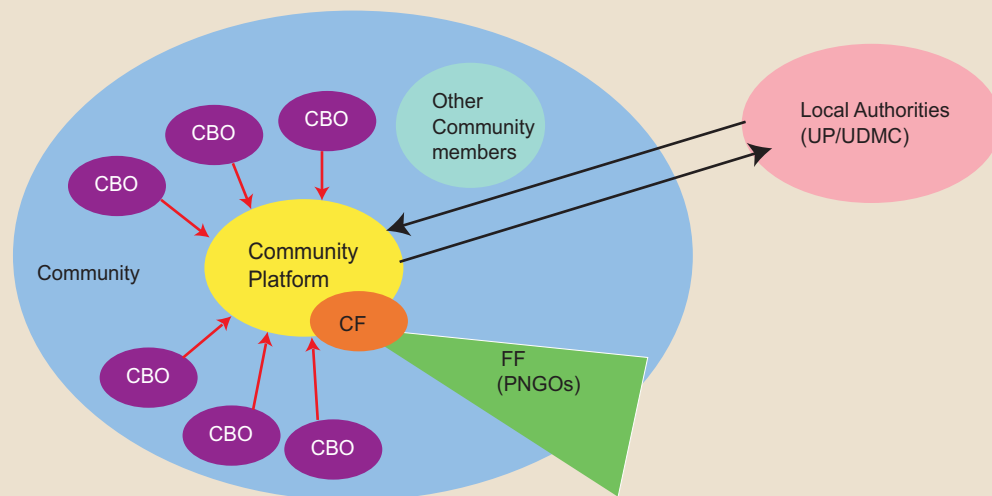 CBO
CBO
CBO
Other
Community
members
Local Authorities
(UP/UDMC)
Community
Community
Platform
CF
FF
(PNGOs)
CBO
CBO
CBO